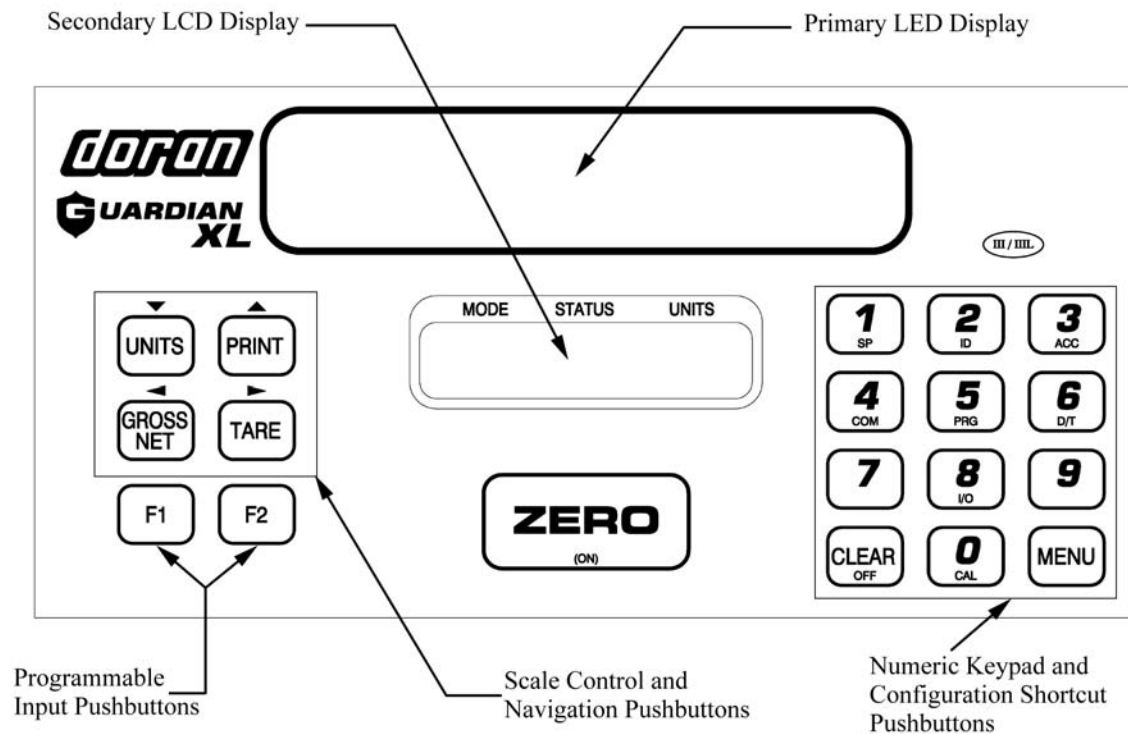 Secondary LCD Display
Primary LED Display
doran
GUARDIAN
XL
III / IIIL
MODE STATUS UNITS
UNITS PRINT
GROSS
NET
TARE
F1 F2
ZERO
(ON)
1
SP
2
ID
3
ACC
4
COM
5
PRG
6
D/T
7
8
I/O
9
CLEAR
OFF
0
CAL
MENU
Programmable
Input Pushbuttons
Scale Control and
Navigation Pushbuttons
Numeric Keypad and
Configuration Shortcut
Pushbuttons